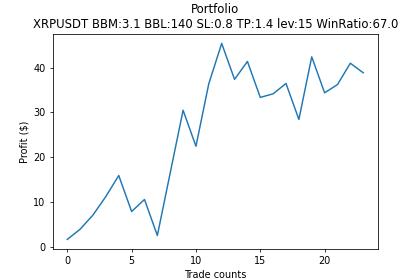 Portfolio
XRPUSDT BBM:3.1 BBL:140 SL:0.8 TP:1.4 lev:15 WinRatio:67.0
40
30
20
10
0
Profit ($)
0 5 10 15 20
Trade counts